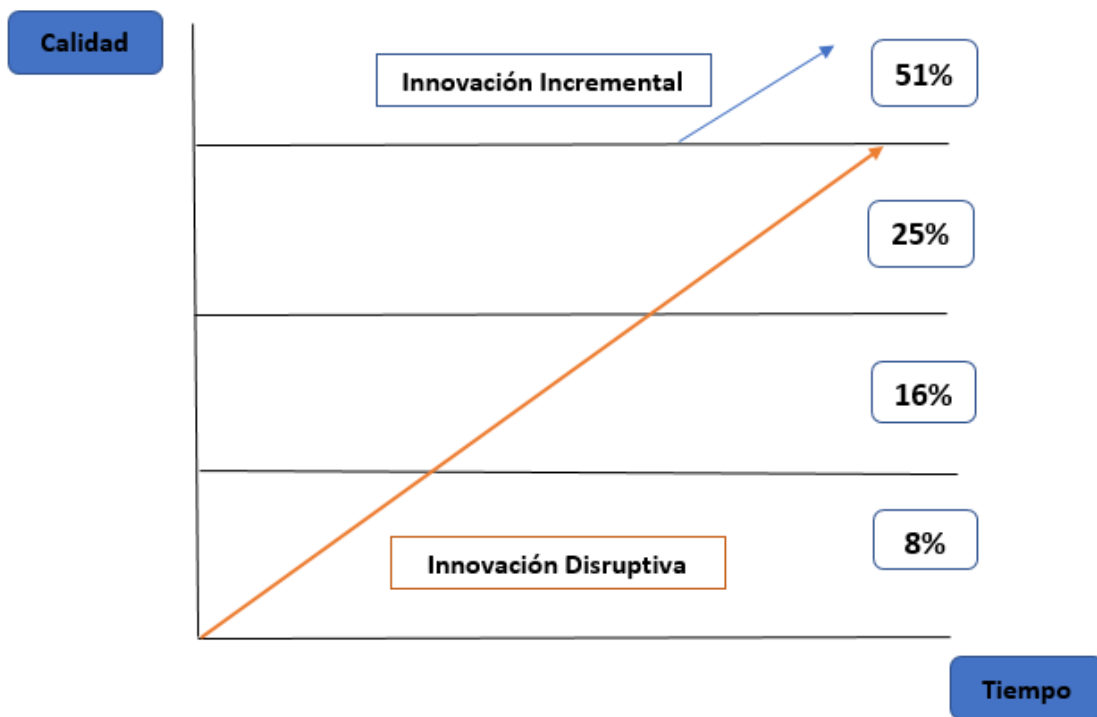 Calidad
Innovación Incremental
51%
25%
16%
8%
Innovación Disruptiva
Tiempo